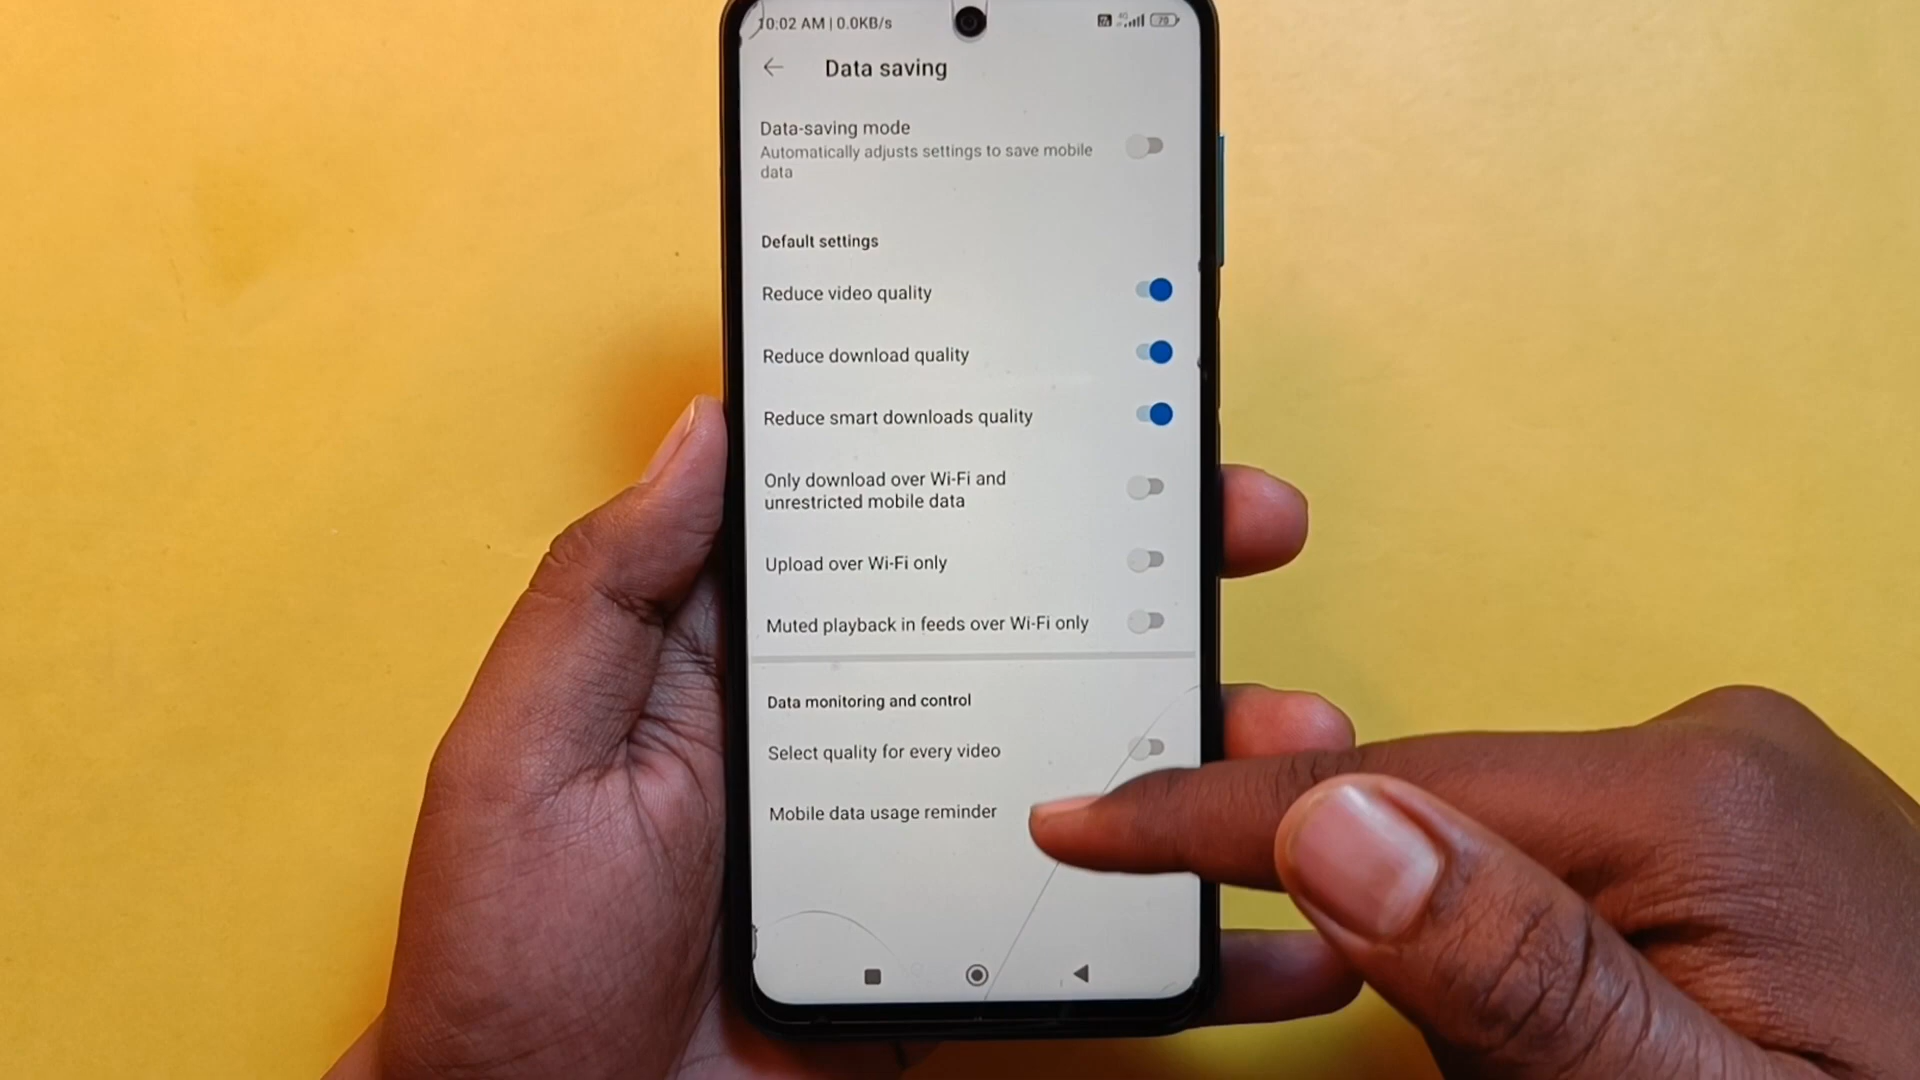 10:02 AM | 0.0KB/s
4G 70
Data saving
Data-saving mode
Automatically adjusts settings to save mobile
data
Default settings
Reduce video quality
Reduce download quality
Reduce smart downloads quality
Only download over Wi-Fi and
unrestricted mobile data
Upload over Wi-Fi only
Muted playback in feeds over Wi-Fi only
Data monitoring and control
Select quality for every video
Mobile data usage reminder